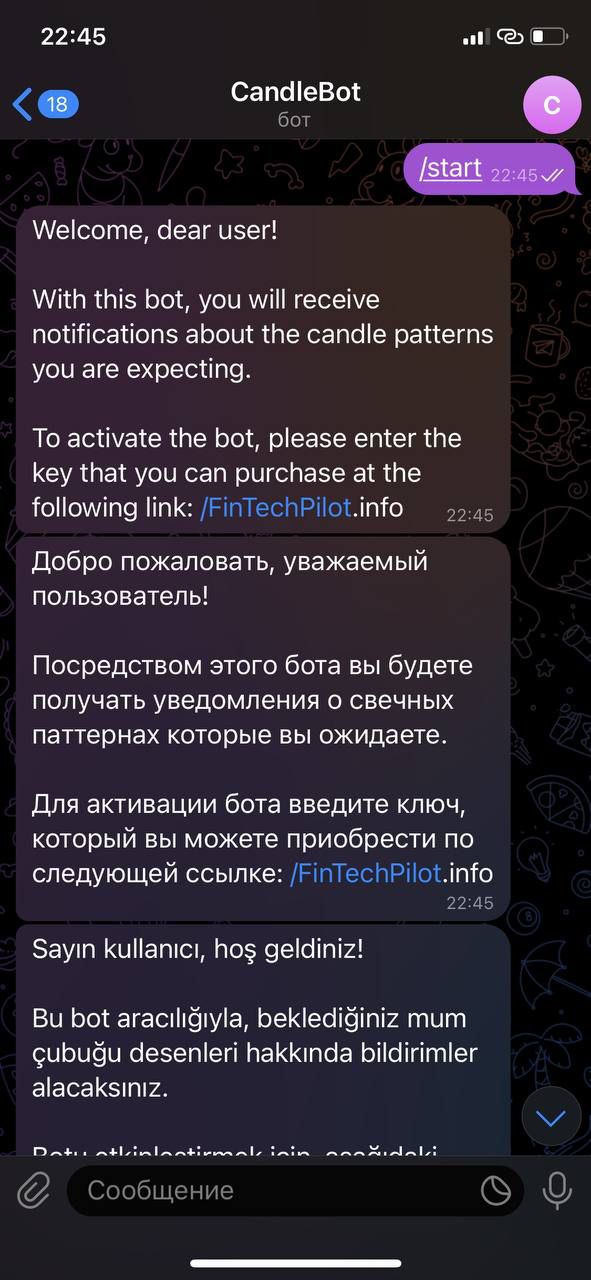 22:45
18
CandleBot
бот
C
/start 22:45
Welcome, dear user!
With this bot, you will receive
notifications about the candle patterns
you are expecting.
To activate the bot, please enter the
key that you can purchase at the
following link: /FinTechPilot.info
22:45
Добро пожаловать, уважаемый
пользователь!
Посредством этого бота вы будете
получать уведомления о свечных
паттернах которые вы ожидаете.
Для активации бота введите ключ,
который вы можете приобрести по
следующей ссылке: /FinTechPilot.info
22:45
Sayın kullanıcı, hoş geldiniz!
Bu bot aracılığıyla, beklediğiniz mum
çubuğu desenleri hakkında bildirimler
alacaksınız.
Botu etkinleştirmek için, aşağıdaki
Сообщение